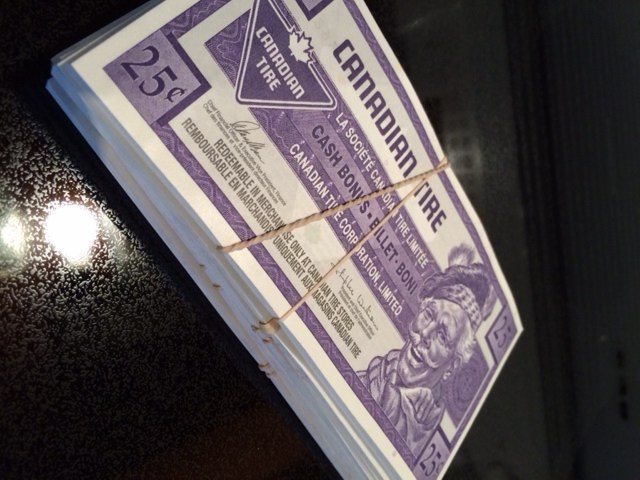 CANADIAN TIRE
CANADIAN
TIRE
25¢
LA SOCIÉTÉ CANADIAN TIRE LIMITÉE
CASH BONUS • BILLET-BONI
CANADIAN TIRE CORPORATION, LIMITED
REDEEMABLE IN MERCHANDISE ONLY AT CANADIAN TIRE STORES
REMBOURSABLE EN MARCHANDISES UNIQUEMENT AUX MAGASINS CANADIAN TIRE
25
25